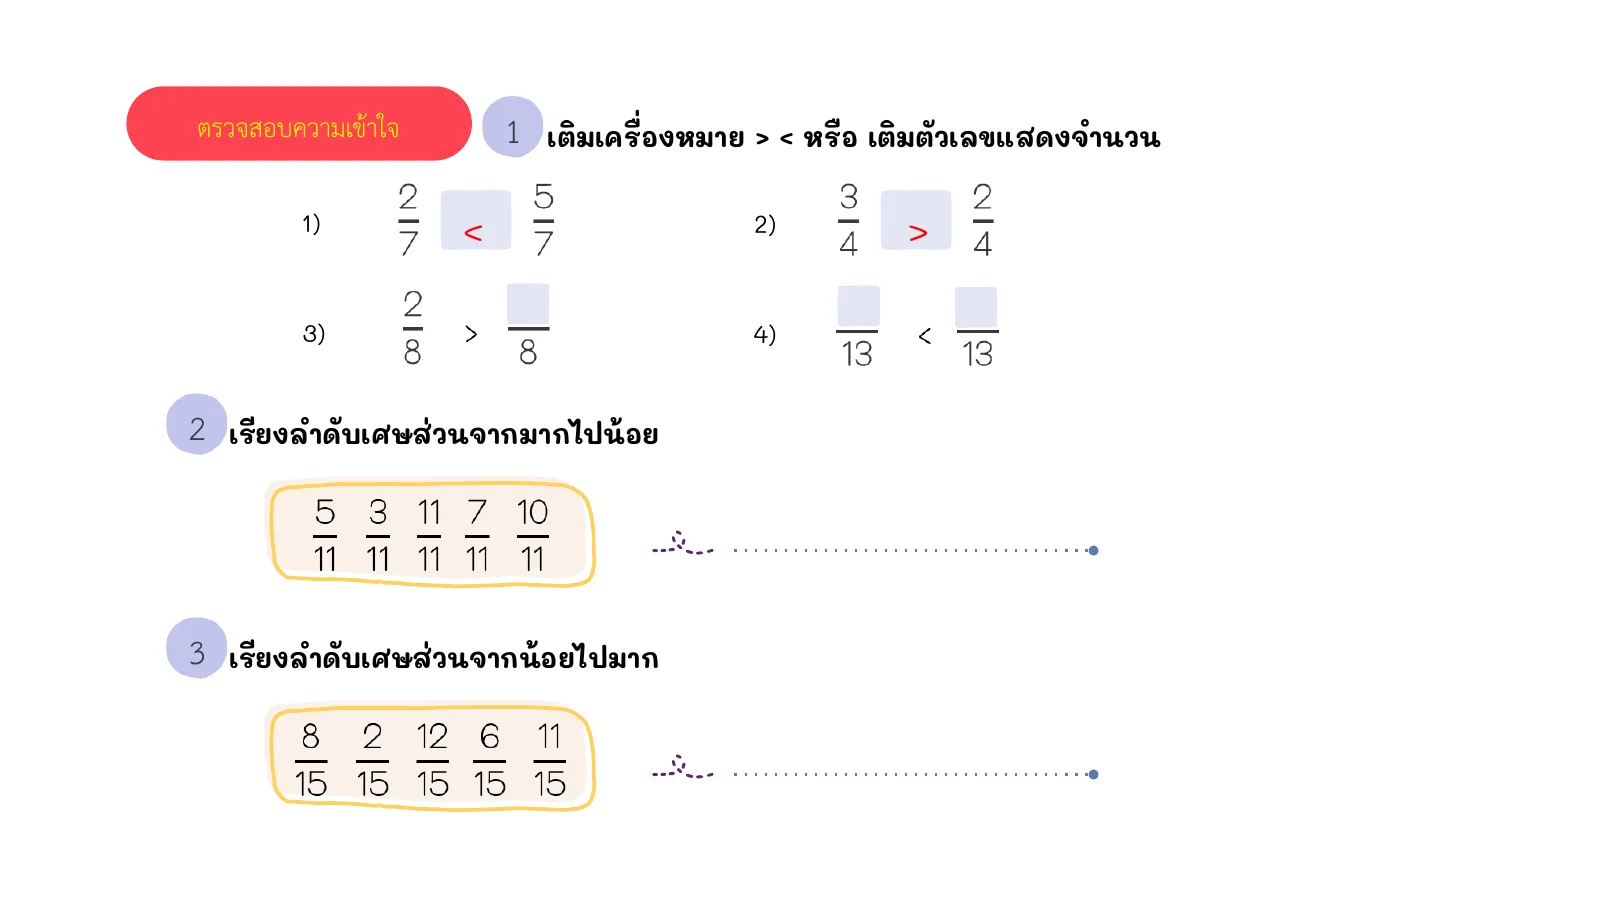 ตรวจสอบความเข้าใจ
1 เติมเครื่องหมาย > < หรือ เติมตัวเลขแสดงจำนวน
1) 2/7 < 5/7
2) 3/4 > 2/4
3) 2/8 > /8
4) /13 < /13
2 เรียงลำดับเศษส่วนจากมากไปน้อย
5/11 3/11 11/11 7/11 10/11
3 เรียงลำดับเศษส่วนจากน้อยไปมาก
8/15 2/15 12/15 6/15 11/15